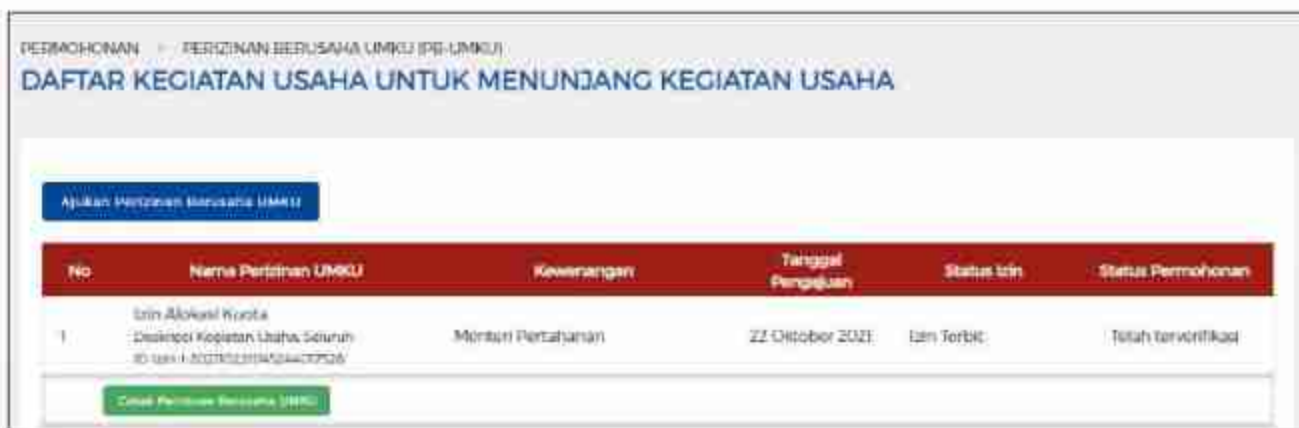 PERMOHONAN > PERIZINAN BERUSAHA UMKU (PB-UMKU)
DAFTAR KEGIATAN USAHA UNTUK MENUNJANG KEGIATAN USAHA
Ajukan Perizinan Berusaha UMKU
No Nama Perizinan UMKU Kewenangan Tanggal Pengajuan Status Izin Status Permohonan
1 Izin Alokasi Kuota Menteri Pertahanan 22 Oktober 2021 Izin Terbit Telah terverifikasi
Deskripsi Kegiatan Usaha Seluruh
ID Izin
Cetak Perizinan Berusaha UMKU